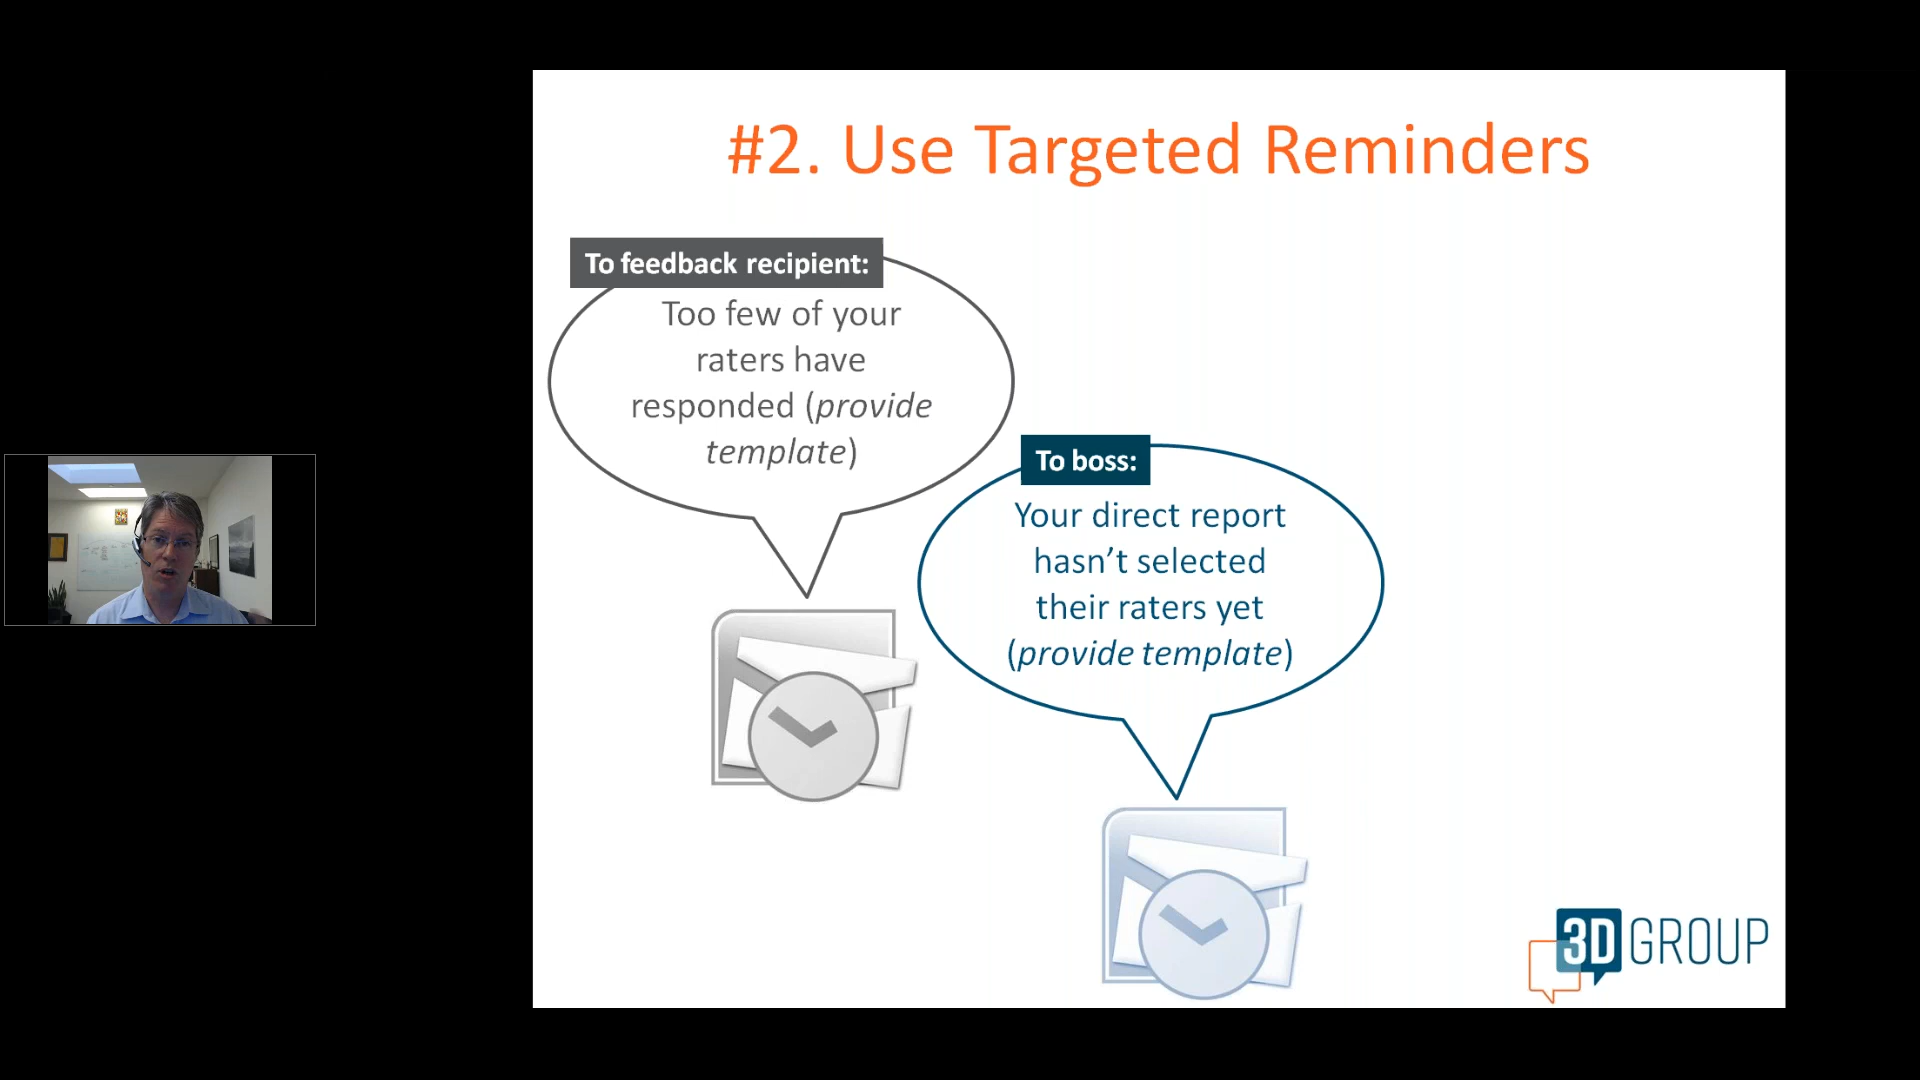 #2. Use Targeted Reminders
To feedback recipient:
Too few of your
raters have
responded (provide
template)
To boss:
Your direct report
hasn’t selected
their raters yet
(provide template)
3D GROUP